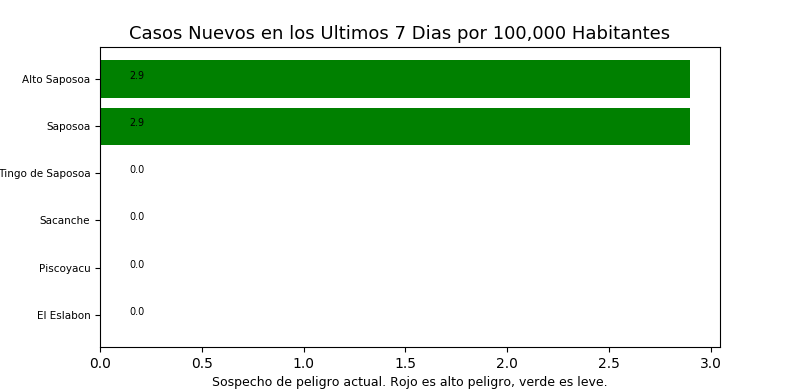 Casos Nuevos en los Ultimos 7 Dias por 100,000 Habitantes
Alto Saposoa 2.9
Saposoa 2.9
Tingo de Saposoa 0.0
Sacanche 0.0
Piscoyacu 0.0
El Eslabon 0.0
0.0 0.5 1.0 1.5 2.0 2.5 3.0
Sospecho de peligro actual. Rojo es alto peligro, verde es leve.